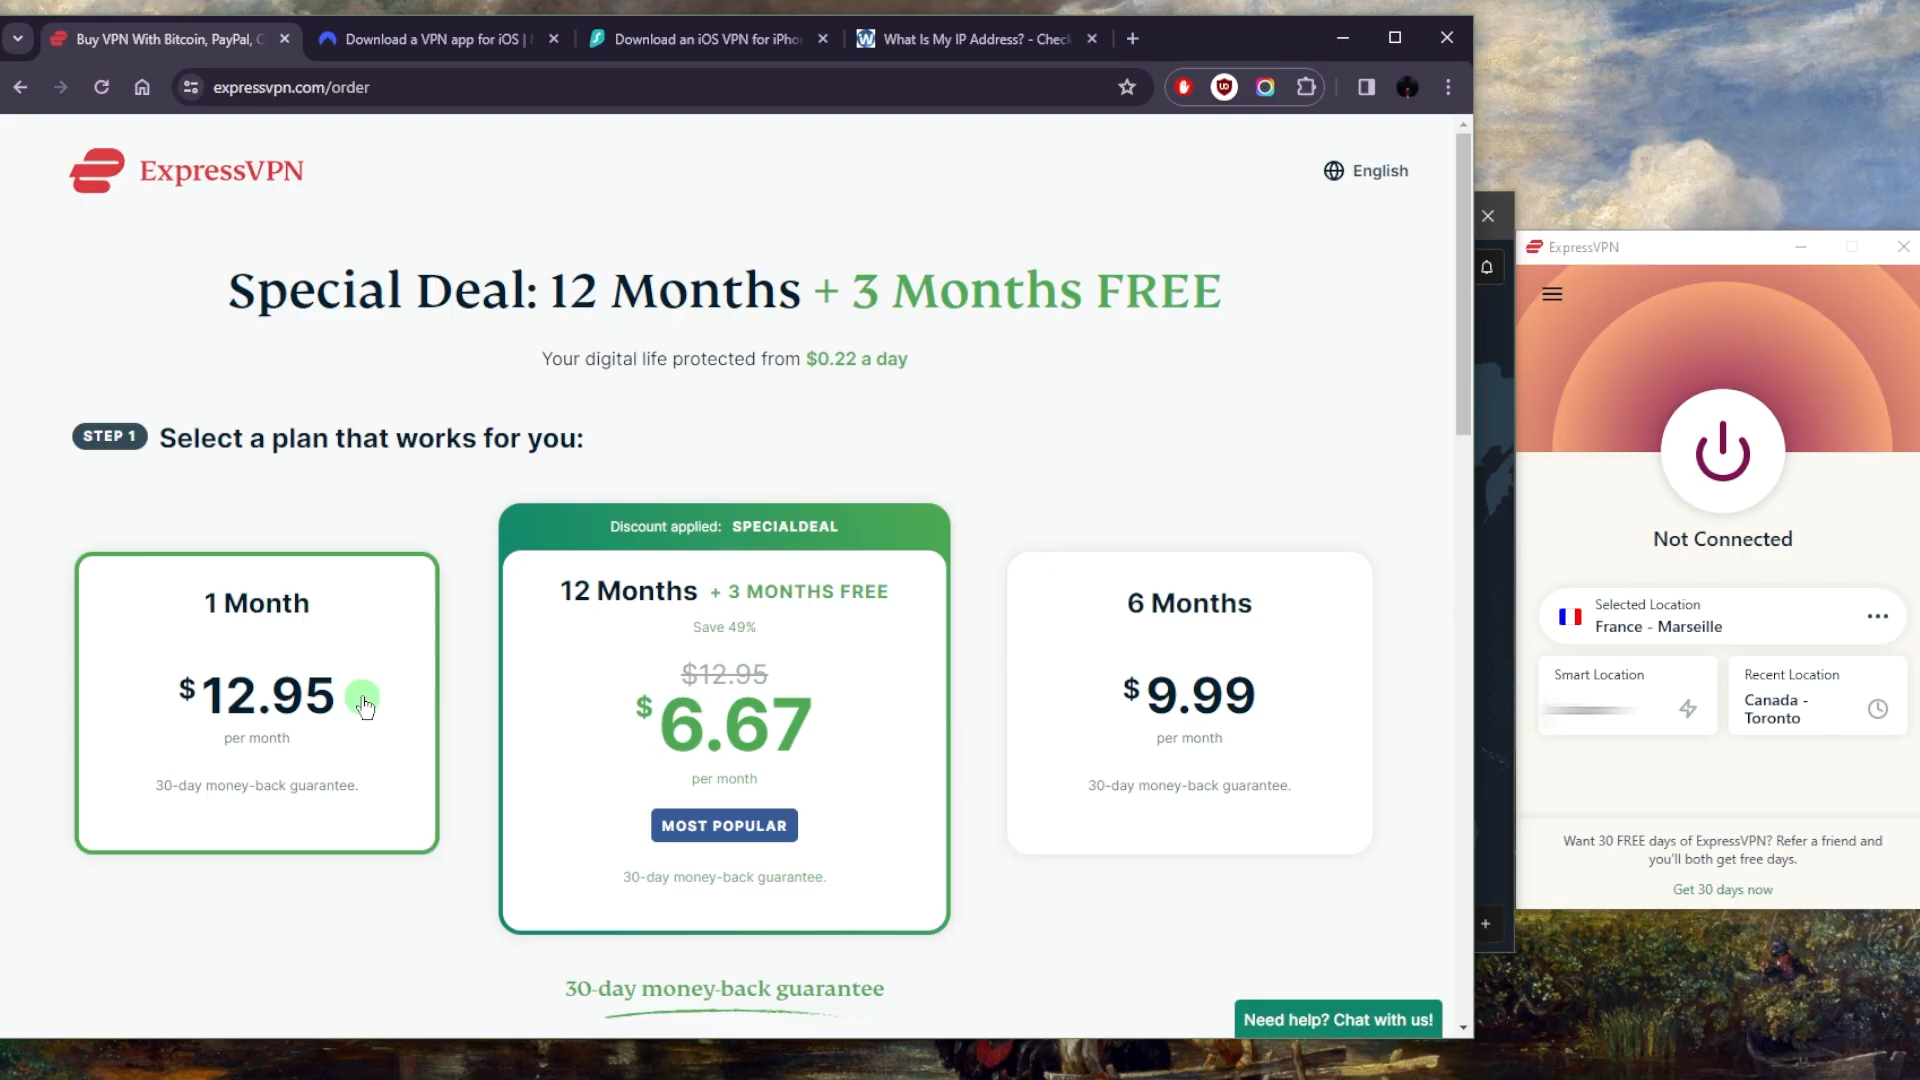 Buy VPN With Bitcoin, PayPal, C
Download a VPN app for iOS |
Download an iOS VPN for iPho
What Is My IP Address? - Chec
expressvpn.com/order
ExpressVPN
English
Special Deal: 12 Months + 3 Months FREE
Your digital life protected from $0.22 a day
STEP 1 Select a plan that works for you:
1 Month
$12.95
per month
30-day money-back guarantee.
Discount applied: SPECIALDEAL
12 Months + 3 MONTHS FREE
Save 49%
$12.95
$6.67
per month
MOST POPULAR
30-day money-back guarantee.
6 Months
$9.99
per month
30-day money-back guarantee.
30-day money-back guarantee
Need help? Chat with us!
ExpressVPN
Not Connected
Selected Location
France - Marseille
Smart Location
Recent Location
Canada -
Toronto
Want 30 FREE days of ExpressVPN? Refer a friend and
you'll both get free days.
Get 30 days now